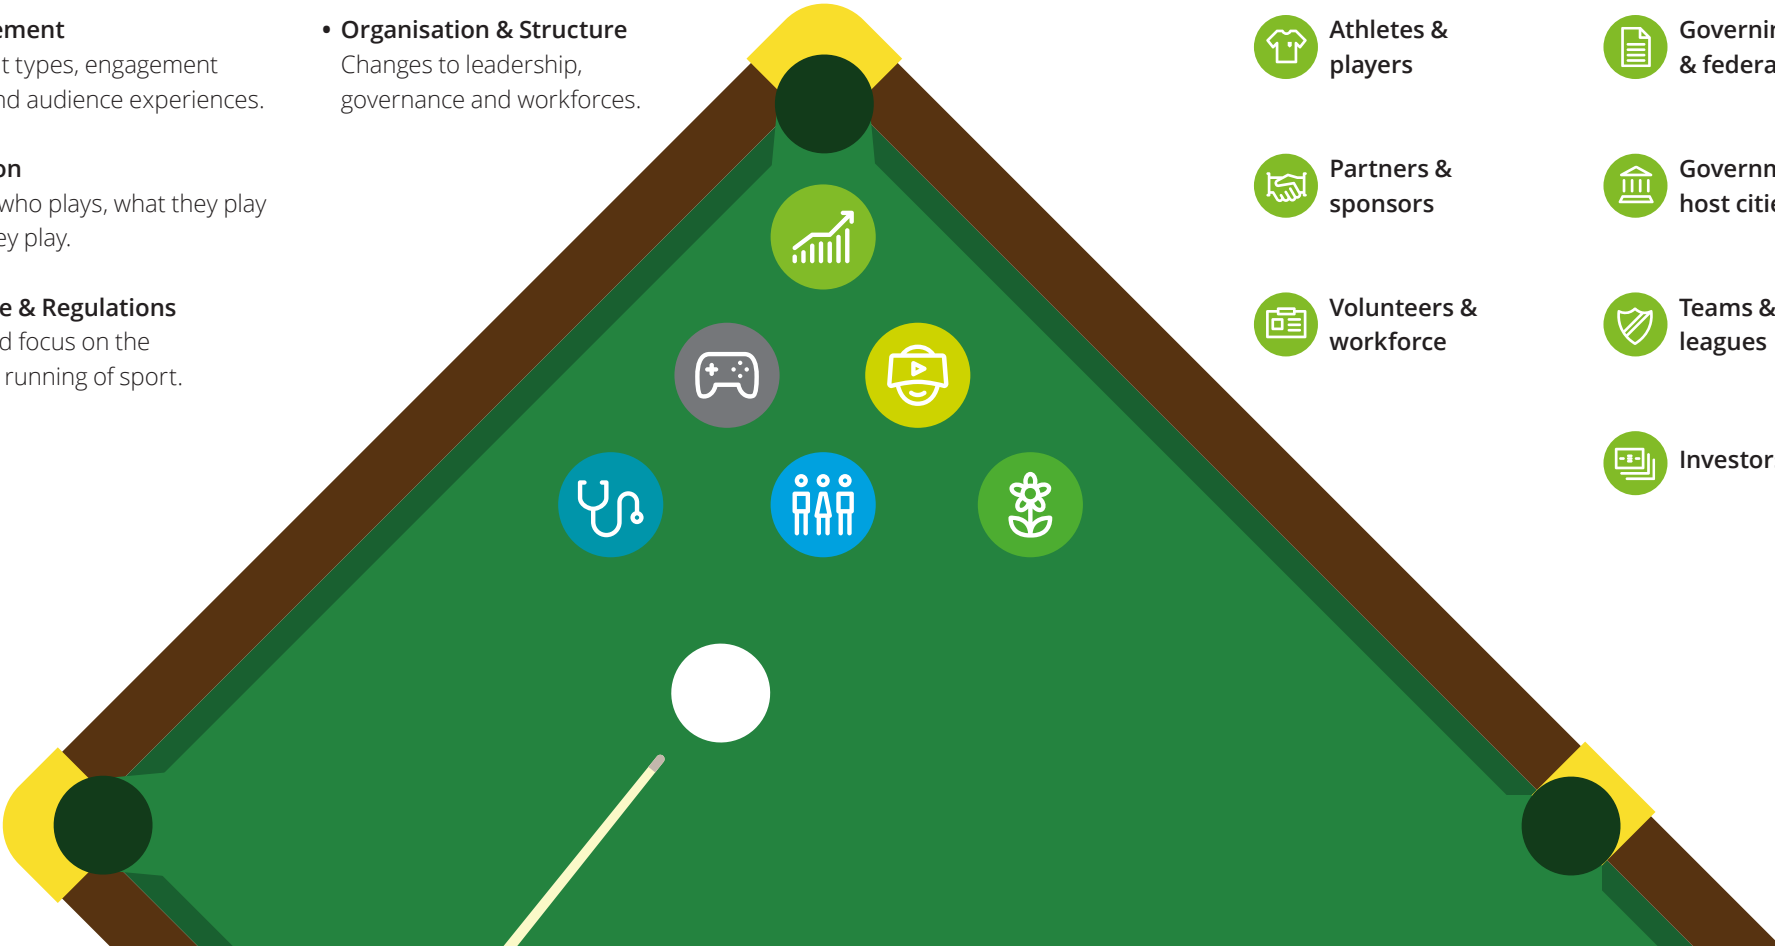 ement
t types, engagement
nd audience experiences.
on
who plays, what they play
ey play.
e & Regulations
d focus on the
running of sport.
• Organisation & Structure
Changes to leadership,
governance and workforces.
Athletes &
players
Partners &
sponsors
Volunteers &
workforce
Governin
& federa
Governm
host citie
Teams &
leagues
Investor